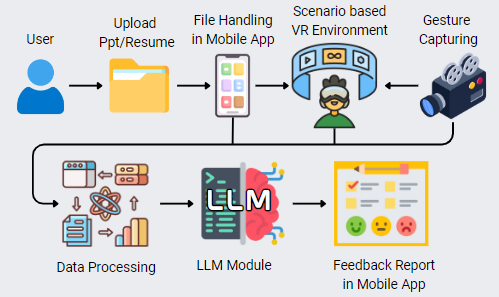 User
Upload
Ppt/Resume
File Handling
in Mobile App
Scenario based
VR Environment
Gesture
Capturing
LLM
Data Processing
LLM Module
Feedback Report
in Mobile App